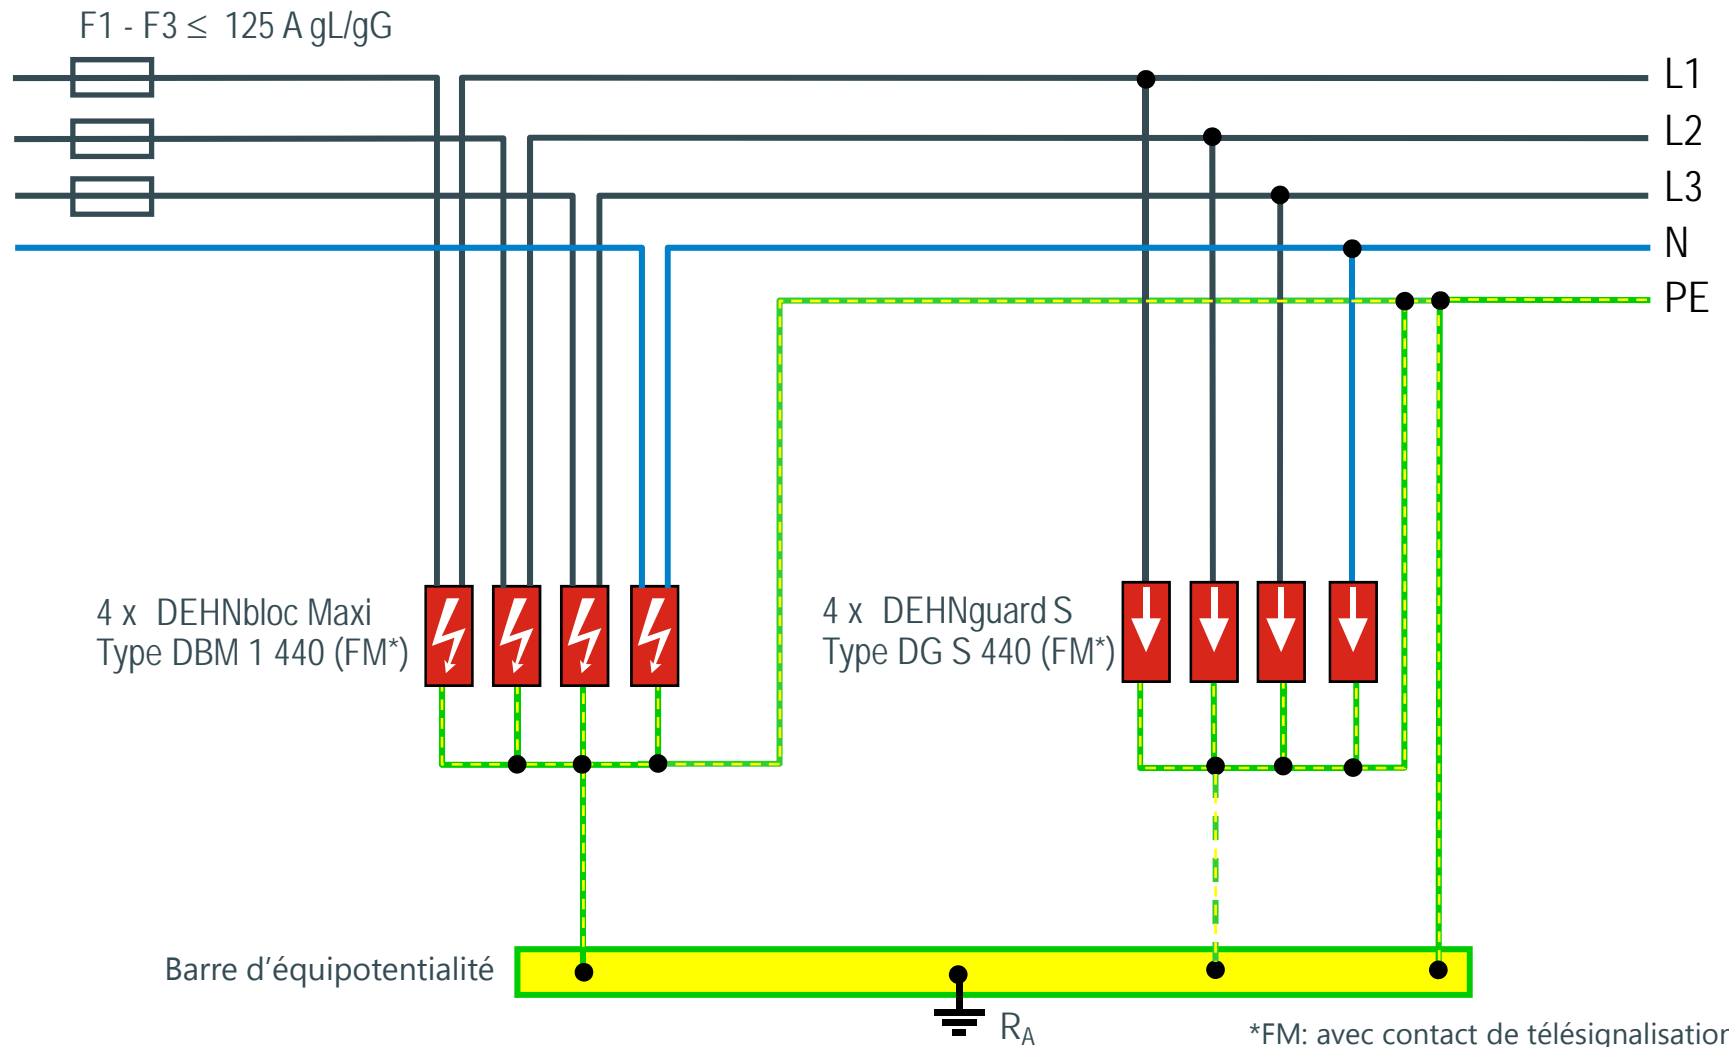 F1 - F3 ≤ 125 A gL/gG
L1
L2
L3
N
PE
4 x DEHNbloc Maxi
Type DBM 1 440 (FM*)
4 x DEHNguard S
Type DG S 440 (FM*)
Barre d'équipotentialité
RA
*FM: avec contact de télésignalisation